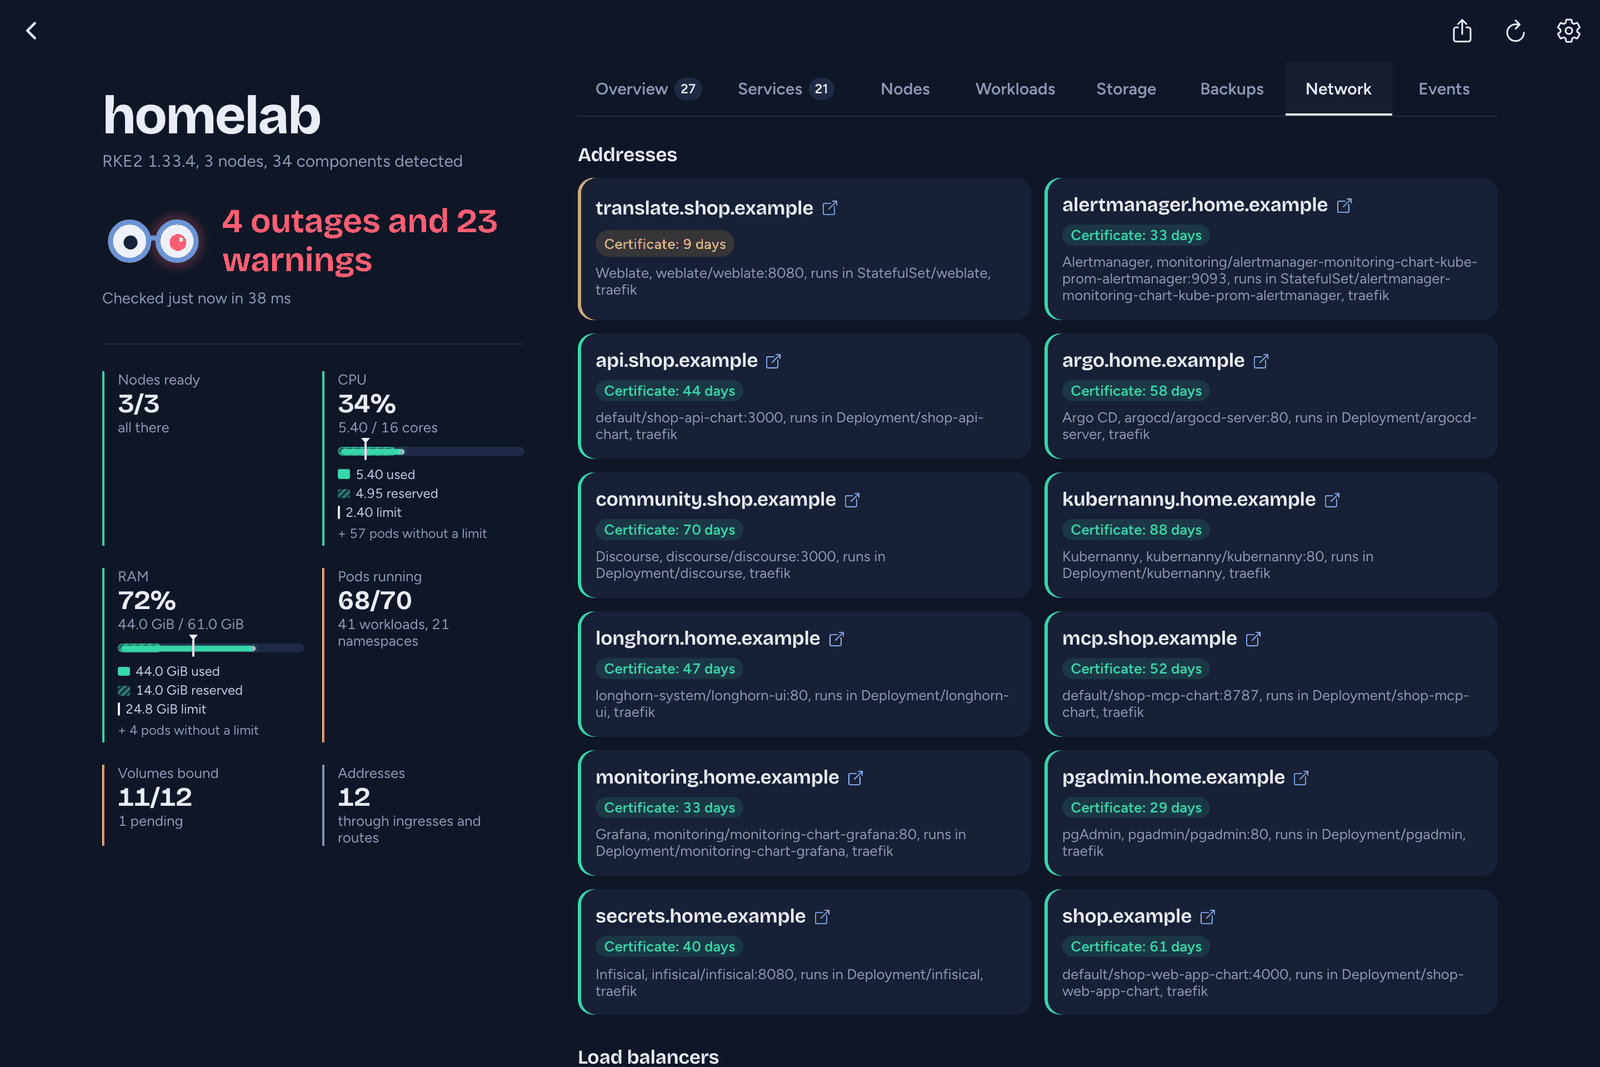 homelab
RKE2 1.33.4, 3 nodes, 34 components detected
4 outages and 23
warnings
Checked just now in 38 ms
Nodes ready
3/3
all there
CPU
34%
5.40 / 16 cores
5.40 used
4.95 reserved
2.40 limit
+ 57 pods without a limit
RAM
72%
44.0 GiB / 61.0 GiB
44.0 GiB used
14.0 GiB reserved
24.8 GiB limit
+ 4 pods without a limit
Pods running
68/70
41 workloads, 21
namespaces
Volumes bound
11/12
1 pending
Addresses
12
through ingresses and
routes
Overview 27
Services 21
Nodes
Workloads
Storage
Backups
Network
Events
Addresses
translate.shop.example
Certificate: 9 days
Weblate, weblate/weblate:8080, runs in StatefulSet/weblate,
traefik
alertmanager.home.example
Certificate: 33 days
Alertmanager, monitoring/alertmanager-monitoring-chart-kube-
prom-alertmanager:9093, runs in StatefulSet/alertmanager-
monitoring-chart-kube-prom-alertmanager, traefik
api.shop.example
Certificate: 44 days
default/shop-api-chart:3000, runs in Deployment/shop-api-
chart, traefik
argo.home.example
Certificate: 58 days
Argo CD, argocd/argocd-server:80, runs in Deployment/argocd-
server, traefik
community.shop.example
Certificate: 70 days
Discourse, discourse/discourse:3000, runs in
Deployment/discourse, traefik
kubernanny.home.example
Certificate: 88 days
Kubernanny, kubernanny/kubernanny:80, runs in
Deployment/kubernanny, traefik
longhorn.home.example
Certificate: 47 days
longhorn-system/longhorn-ui:80, runs in Deployment/longhorn-
ui, traefik
mcp.shop.example
Certificate: 52 days
default/shop-mcp-chart:8787, runs in Deployment/shop-mcp-
chart, traefik
monitoring.home.example
Certificate: 33 days
Grafana, monitoring/monitoring-chart-grafana:80, runs in
Deployment/monitoring-chart-grafana, traefik
pgadmin.home.example
Certificate: 29 days
pgAdmin, pgadmin/pgadmin:80, runs in Deployment/pgadmin,
traefik
secrets.home.example
Certificate: 40 days
Infisical, infisical/infisical:8080, runs in Deployment/infisical,
traefik
shop.example
Certificate: 61 days
default/shop-web-app-chart:4000, runs in Deployment/shop-
web-app-chart, traefik
Load balancers